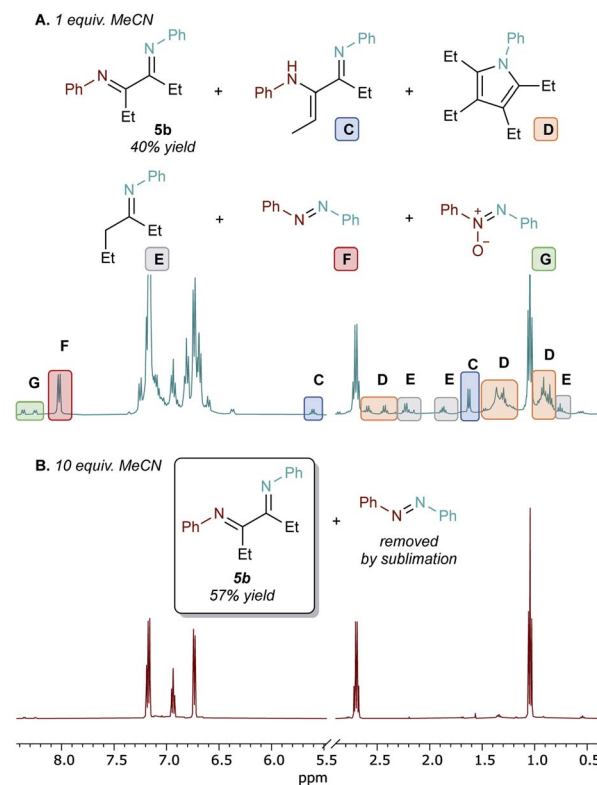 A. 1 equiv. MeCN
Ph
N
Ph
N
Et
Et
5b
40% yield
+
Ph
N
H
N
Ph
Et
C
+
Ph
N
Et
Et
Et
Et
D
Ph
N
Et
Et
E
+
Ph
N
N
Ph
F
+
Ph
N
+
N
Ph
O
−
G
G
F
C
D
E
E
C
D
D
E
B. 10 equiv. MeCN
Ph
N
Ph
N
Et
Et
5b
57% yield
+
Ph
N
N
Ph
removed
by sublimation
8.0 7.5 7.0 6.5 6.0 5.5 2.5 2.0 1.5 1.0 0.5
ppm ppm